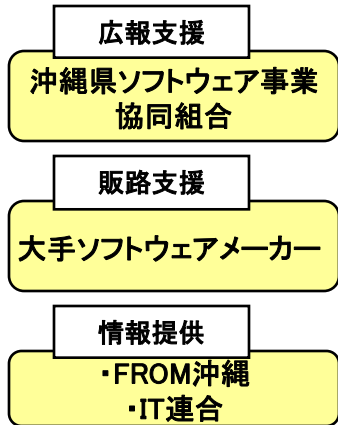 広報支援
沖縄県ソフトウェア事業
協同組合
販路支援
大手ソフトウェアメーカー
情報提供
・FROM沖縄
・IT連合